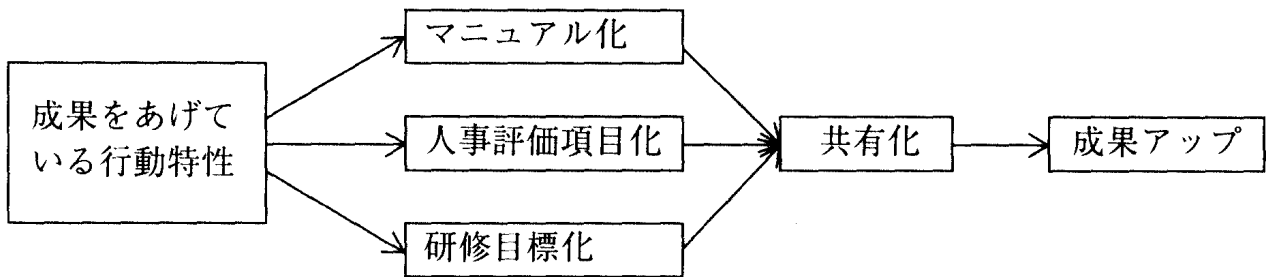 成果をあげて
いる行動特性
マニュアル化
人事評価項目化
研修目標化
共有化
成果アップ